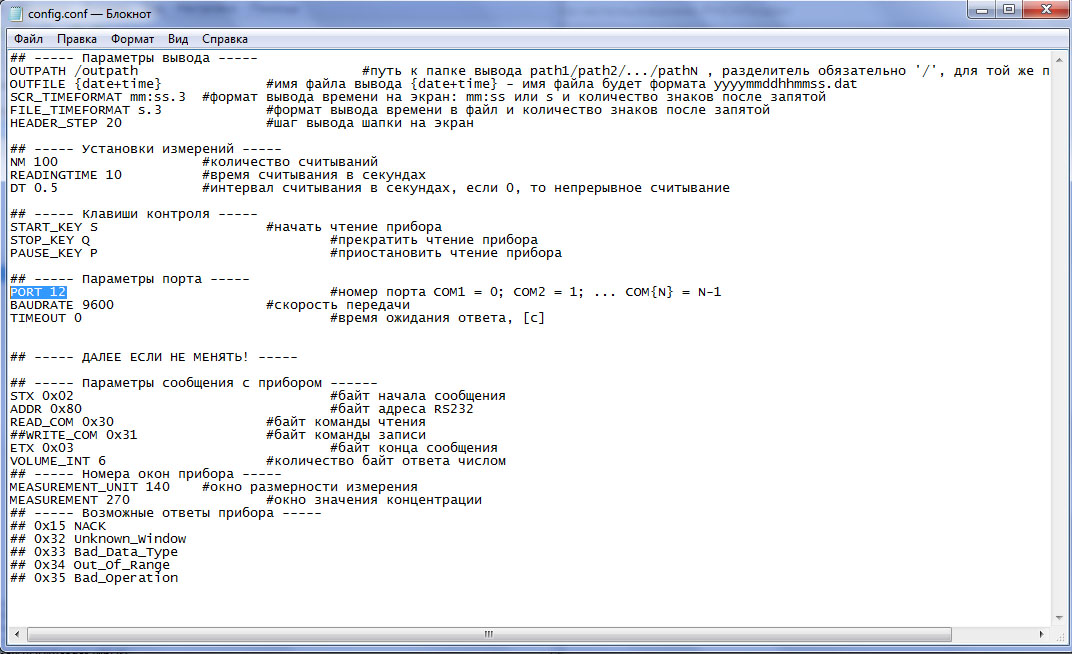 config.conf — Блокнот
Файл Правка Формат Вид Справка
## ----- Параметры вывода -----
OUTPATH /outpath #путь к папке вывода path1/path2/.../pathN , разделитель обязательно '/', для той же п
OUTFILE {date+time} #имя файла вывода {date+time} - имя файла будет формата yyyymmddhhmmss.dat
SCR_TIMEFORMAT mm:ss.3 #формат вывода времени на экран: mm:ss или s и количество знаков после запятой
FILE_TIMEFORMAT s.3 #формат вывода времени в файл и количество знаков после запятой
HEADER_STEP 20 #шаг вывода шапки на экран
## ----- Установки измерений -----
NM 100 #количество считываний
READINGTIME 10 #время считывания в секундах
DT 0.5 #интервал считывания в секундах, если 0, то непрерывное считывание
## ----- Клавиши контроля -----
START_KEY S #начать чтение прибора
STOP_KEY Q #прекратить чтение прибора
PAUSE_KEY P #приостановить чтение прибора
## ----- Параметры порта -----
PORT 12 #номер порта COM1 = 0; COM2 = 1; ... COM{N} = N-1
BAUDRATE 9600 #скорость передачи
TIMEOUT 0 #время ожидания ответа, [с]
## ----- ДАЛЕЕ ЕСЛИ НЕ МЕНЯТЬ! -----
## ----- Параметры сообщения с прибором ------
STX 0x02 #байт начала сообщения
ADDR 0x80 #байт адреса RS232
READ_COM 0x30 #байт команды чтения
##WRITE_COM 0x31 #байт команды записи
ETX 0x03 #байт конца сообщения
VOLUME_INT 6 #количество байт ответа числом
## ----- Номера окон прибора -----
MEASUREMENT_UNIT 140 #окно размерности измерения
MEASUREMENT 270 #окно значения концентрации
## ----- Возможные ответы прибора -----
## 0x15 NACK
## 0x32 Unknown_Window
## 0x33 Bad_Data_Type
## 0x34 Out_Of_Range
## 0x35 Bad_Operation